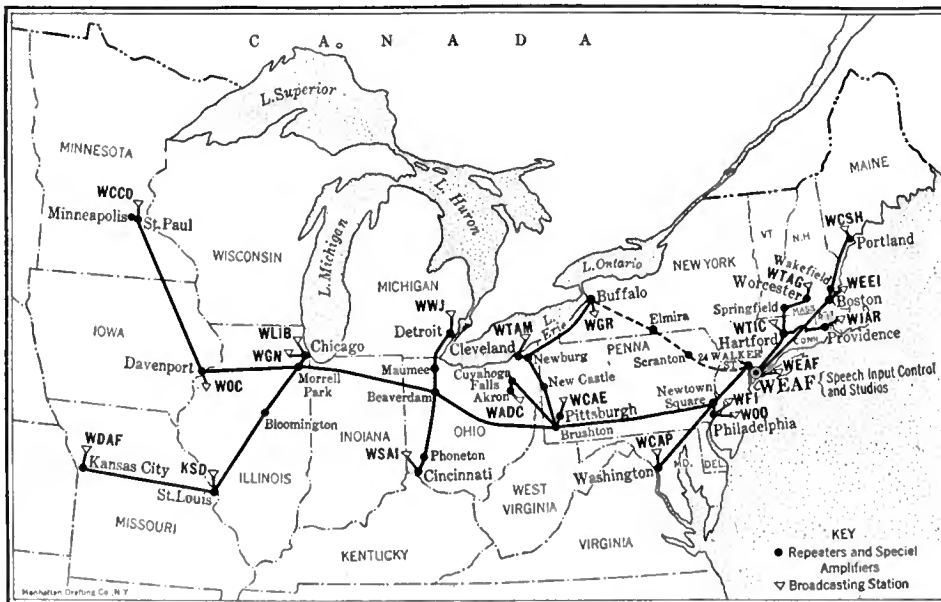 C A N A D A
L. Superior
MINNESOTA
MAINE
WCCO
Minneapolis
St. Paul
L. Huron
VT
N.H
WCSH
Portland
WISCONSIN
L. Michigan
L. Ontario
NEW YORK
Wakefield
WTAG
WEEI
Worcester
Boston
MICHIGAN
WWJ
Buffalo
Springfield
MASS
WJAR
IOWA
WLIB
Detroit
WTAM
L. Erie
WGR
Elmira
WTIC
R.I.
Hartford
CONN.
Providence
WGN
Chicago
Cleveland
PENNA
Scranton
24 WALKER ST.
Davenport
WOC
Morrell Park
Maumee
Newburg
WEAF
Cuyahoga Falls
New Castle
WEAF
Speech Input Control and Studios
Beaverdam
Akron
WADC
WCAE
Newtown Square
WFI
Pittsburgh
WOO
Bloomington
OHIO
Brushton
Philadelphia
WDAF
INDIANA
WSAI
Phoneton
WCAP
Kansas City
KSD
ILLINOIS
Cincinnati
Washington
MD.
DEL.
St. Louis
WEST VIRGINIA
MISSOURI
KENTUCKY
VIRGINIA
KEY
Repeaters and Special Amplifiers
Broadcasting Station
Manhattan Drafting Co., N.Y